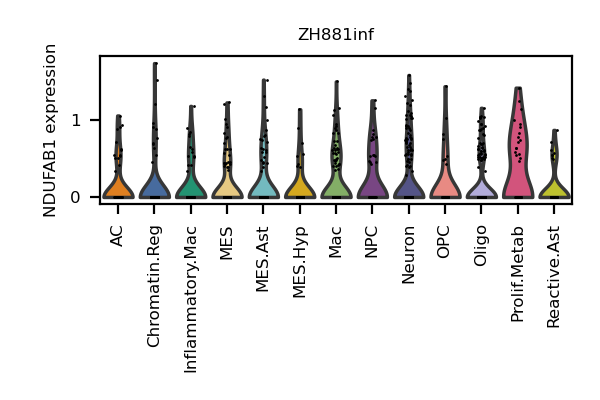 ZH881inf
NDUFAB1 expression
1
0
AC
Chromatin.Reg
Inflammatory.Mac
MES
MES.Ast
MES.Hyp
Mac
NPC
Neuron
OPC
Oligo
Prolif.Metab
Reactive.Ast